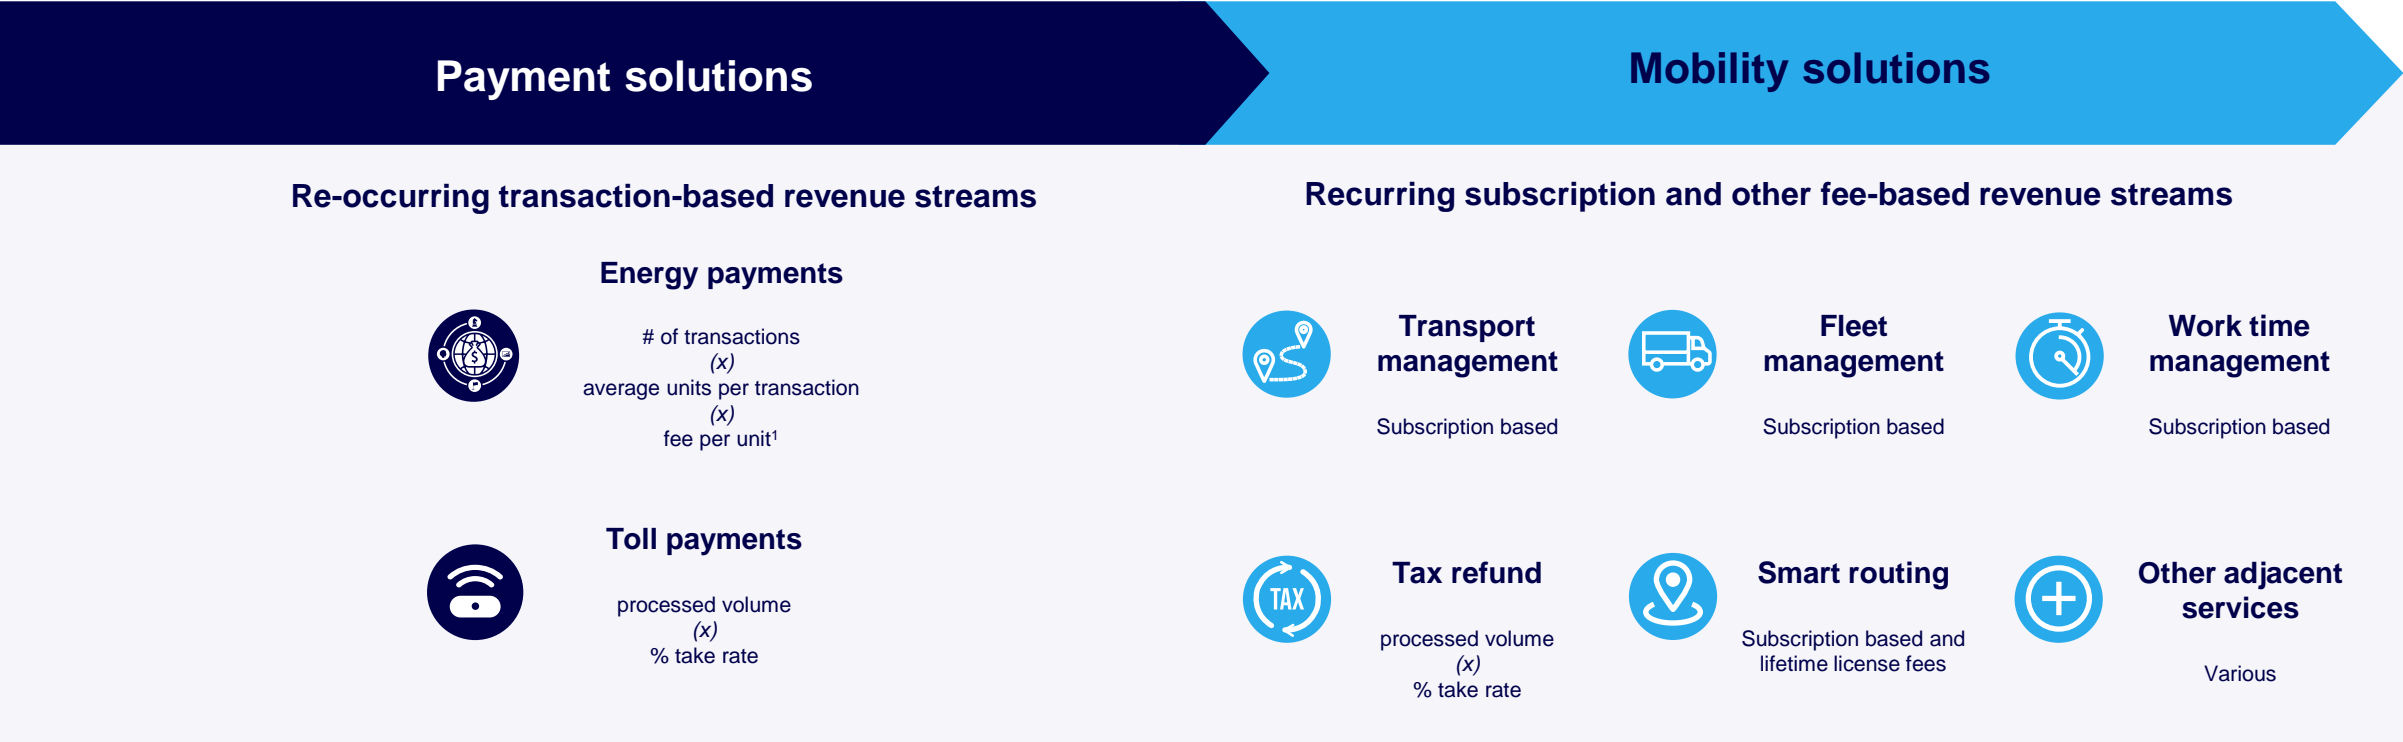 Payment solutions
Mobility solutions
Re-occurring transaction-based revenue streams
Energy payments
# of transactions
(x)
average units per transaction
(x)
fee per unit¹
Toll payments
processed volume
(x)
% take rate
Recurring subscription and other fee-based revenue streams
Transport
management
Subscription based
Fleet
management
Subscription based
Work time
management
Subscription based
TAX
Tax refund
processed volume
(x)
% take rate
Smart routing
Subscription based and
lifetime license fees
Other adjacent
services
Various